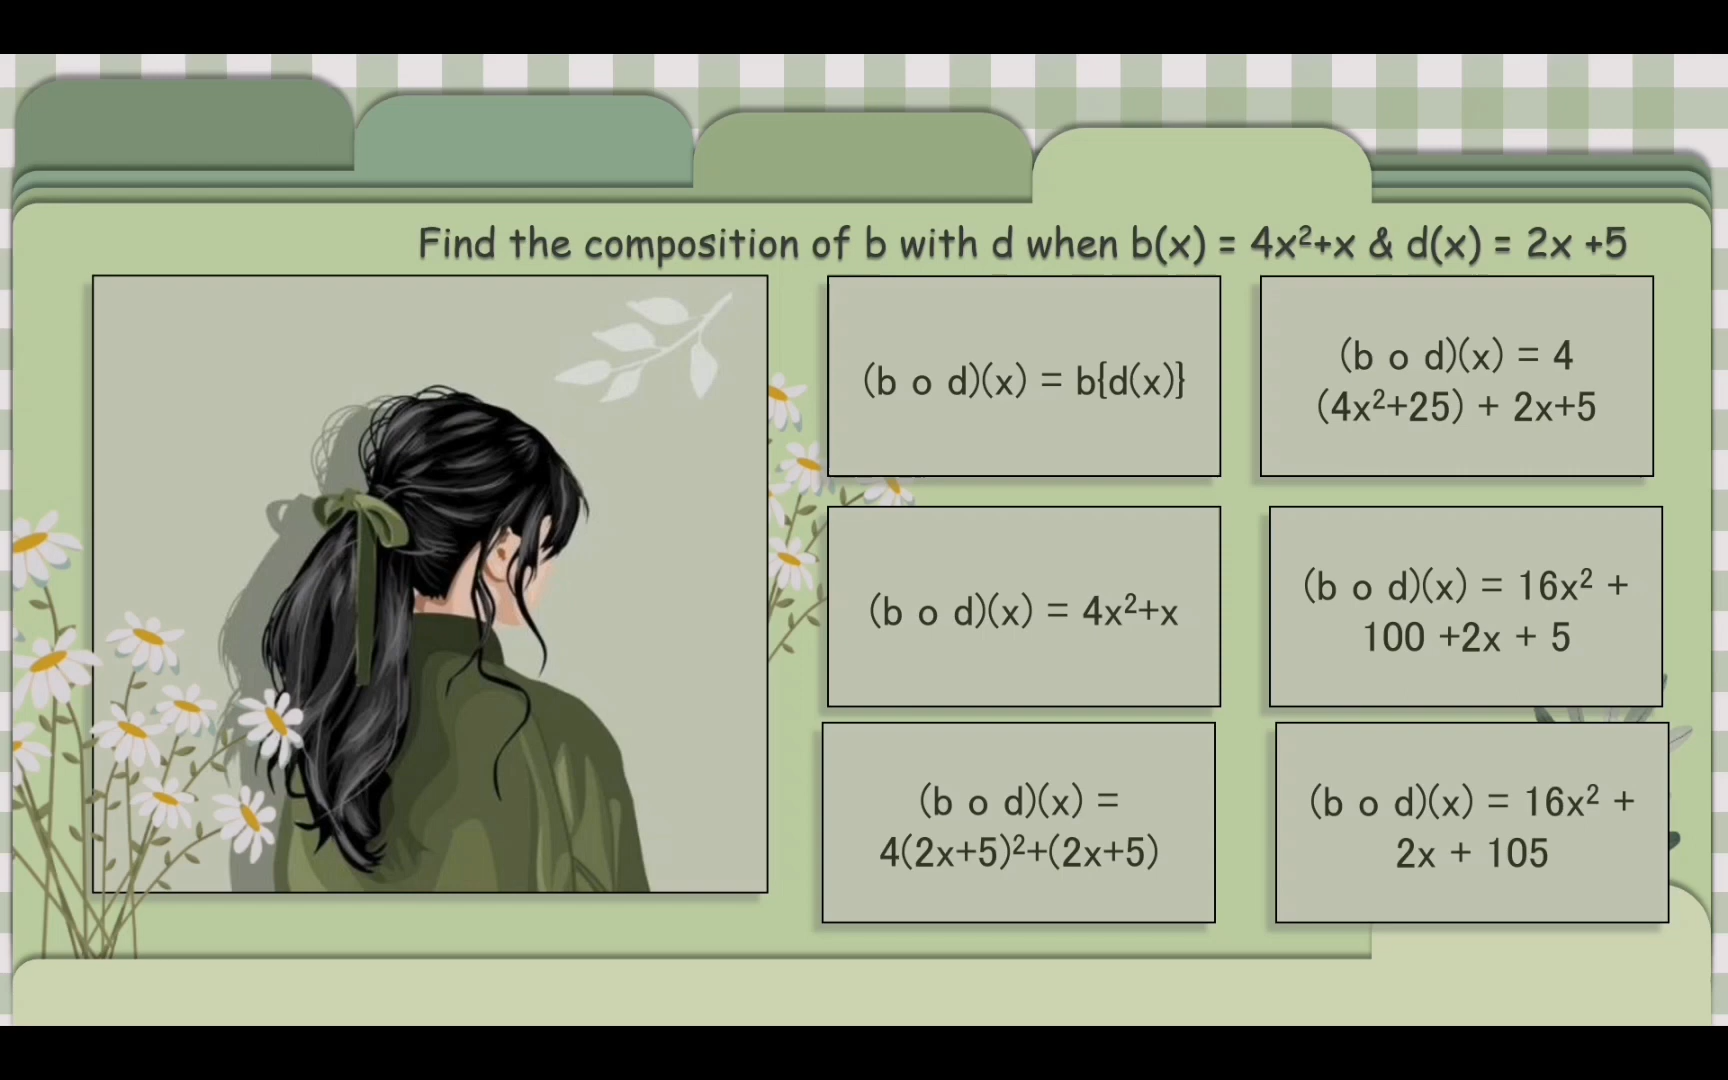 Find the composition of b with d when b(x) = 4x²+x & d(x) = 2x +5
(b o d)(x) = b{d(x)}
(b o d)(x) = 4x²+x
(b o d)(x) =
4(2x+5)²+(2x+5)
(b o d)(x) = 4
(4x²+25) + 2x+5
(b o d)(x) = 16x² +
100 +2x + 5
(b o d)(x) = 16x² +
2x + 105